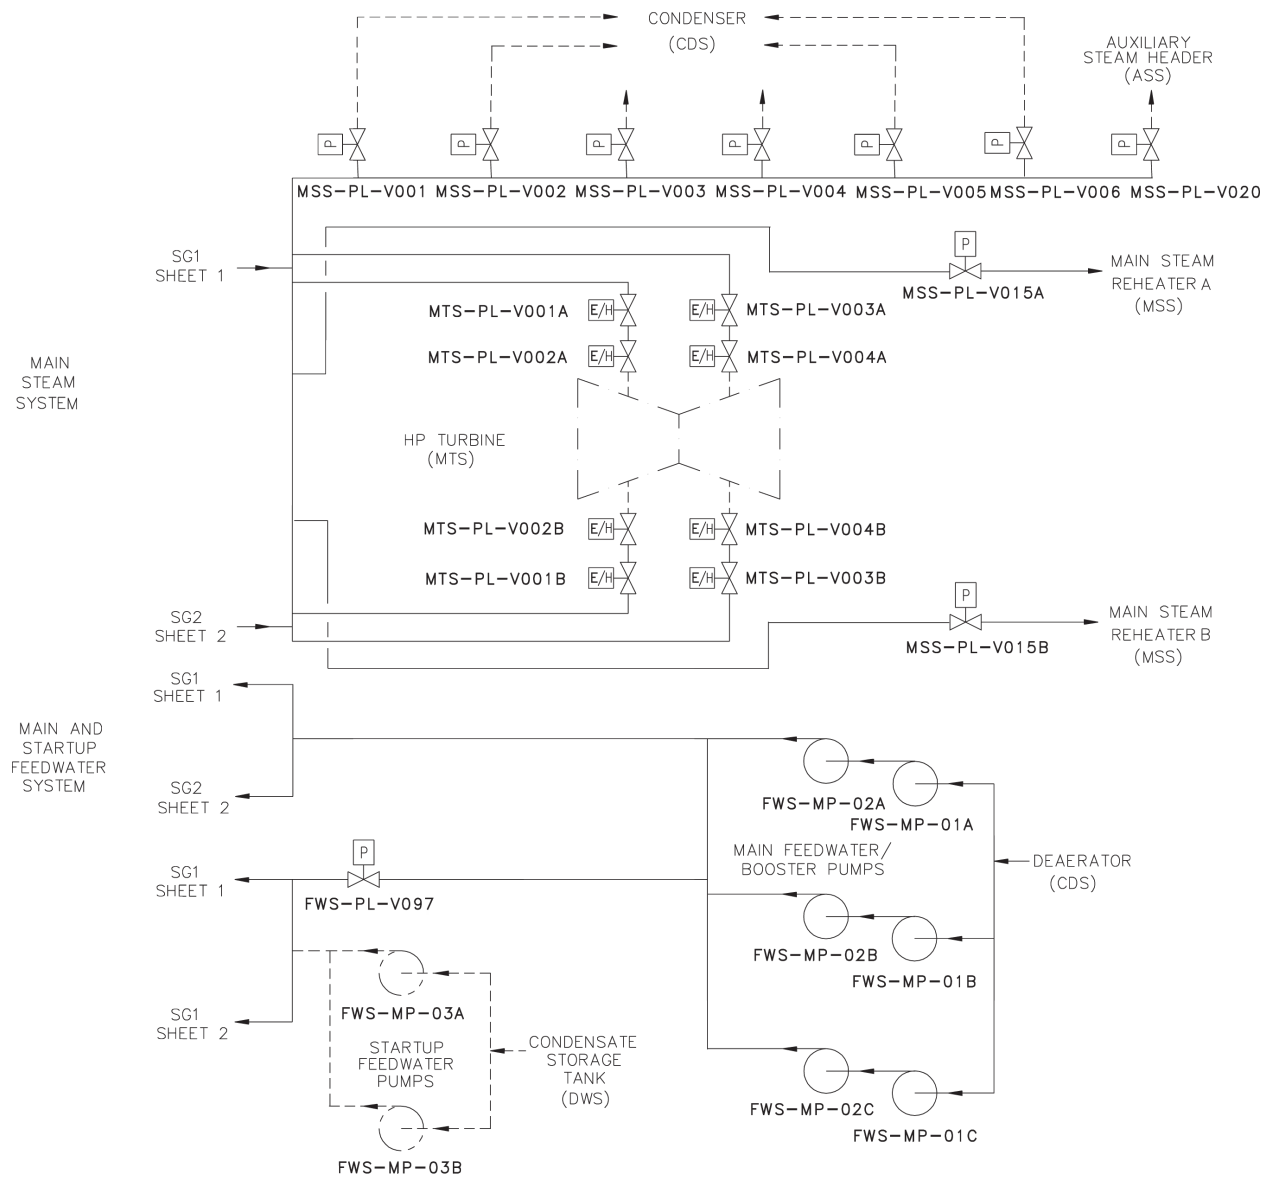 CONDENSER
(CDS)
AUXILIARY
STEAM HEADER
(ASS)
P
P
P
P
P
P
P
MSS-PL-V001
MSS-PL-V002
MSS-PL-V003
MSS-PL-V004
MSS-PL-V005
MSS-PL-V006
MSS-PL-V020
SG1
SHEET 1
P
MSS-PL-V015A
MAIN STEAM
REHEATER A
(MSS)
MTS-PL-V001A
E/H
E/H
MTS-PL-V003A
MTS-PL-V002A
E/H
E/H
MTS-PL-V004A
MAIN
STEAM
SYSTEM
HP TURBINE
(MTS)
MTS-PL-V002B
E/H
E/H
MTS-PL-V004B
MTS-PL-V001B
E/H
E/H
MTS-PL-V003B
SG2
SHEET 2
P
MSS-PL-V015B
MAIN STEAM
REHEATER B
(MSS)
SG1
SHEET 1
MAIN AND
STARTUP
FEEDWATER
SYSTEM
SG2
SHEET 2
FWS-MP-02A
FWS-MP-01A
MAIN FEEDWATER/
BOOSTER PUMPS
DEAERATOR
(CDS)
SG1
SHEET 1
P
FWS-PL-V097
FWS-MP-02B
FWS-MP-01B
FWS-MP-03A
SG1
SHEET 2
STARTUP
FEEDWATER
PUMPS
CONDENSATE
STORAGE
TANK
(DWS)
FWS-MP-02C
FWS-MP-01C
FWS-MP-03B